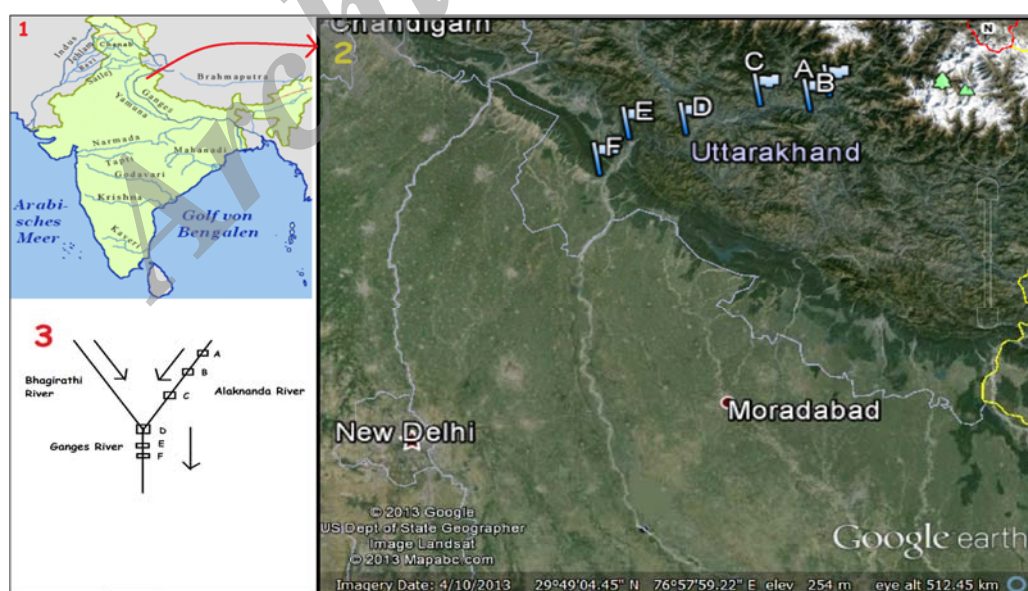 1
Indus
Jehlam
Chanab
Ravi
Satlej
Ganges
Yamuna
Brahmaputra
Narmada
Tapti
Mahanadi
Godavari
Krishna
Kaveri
Arabi-
sches
Meer
Golf von
Bengalen
2
Chandigarh
N
C
A
B
E
D
F
Uttarakhand
Moradabad
New Delhi
© 2013 Google
US Dept of State Geographer
Image Landsat
© 2013 Mapabc.com
Google earth
Imagery Date: 4/10/2013 29°49'04.45" N 76°57'59.22" E elev 254 m eye alt 512.45 km
3
Bhagirathi
River
A
B
C
Alaknanda River
D
Ganges River
E
F